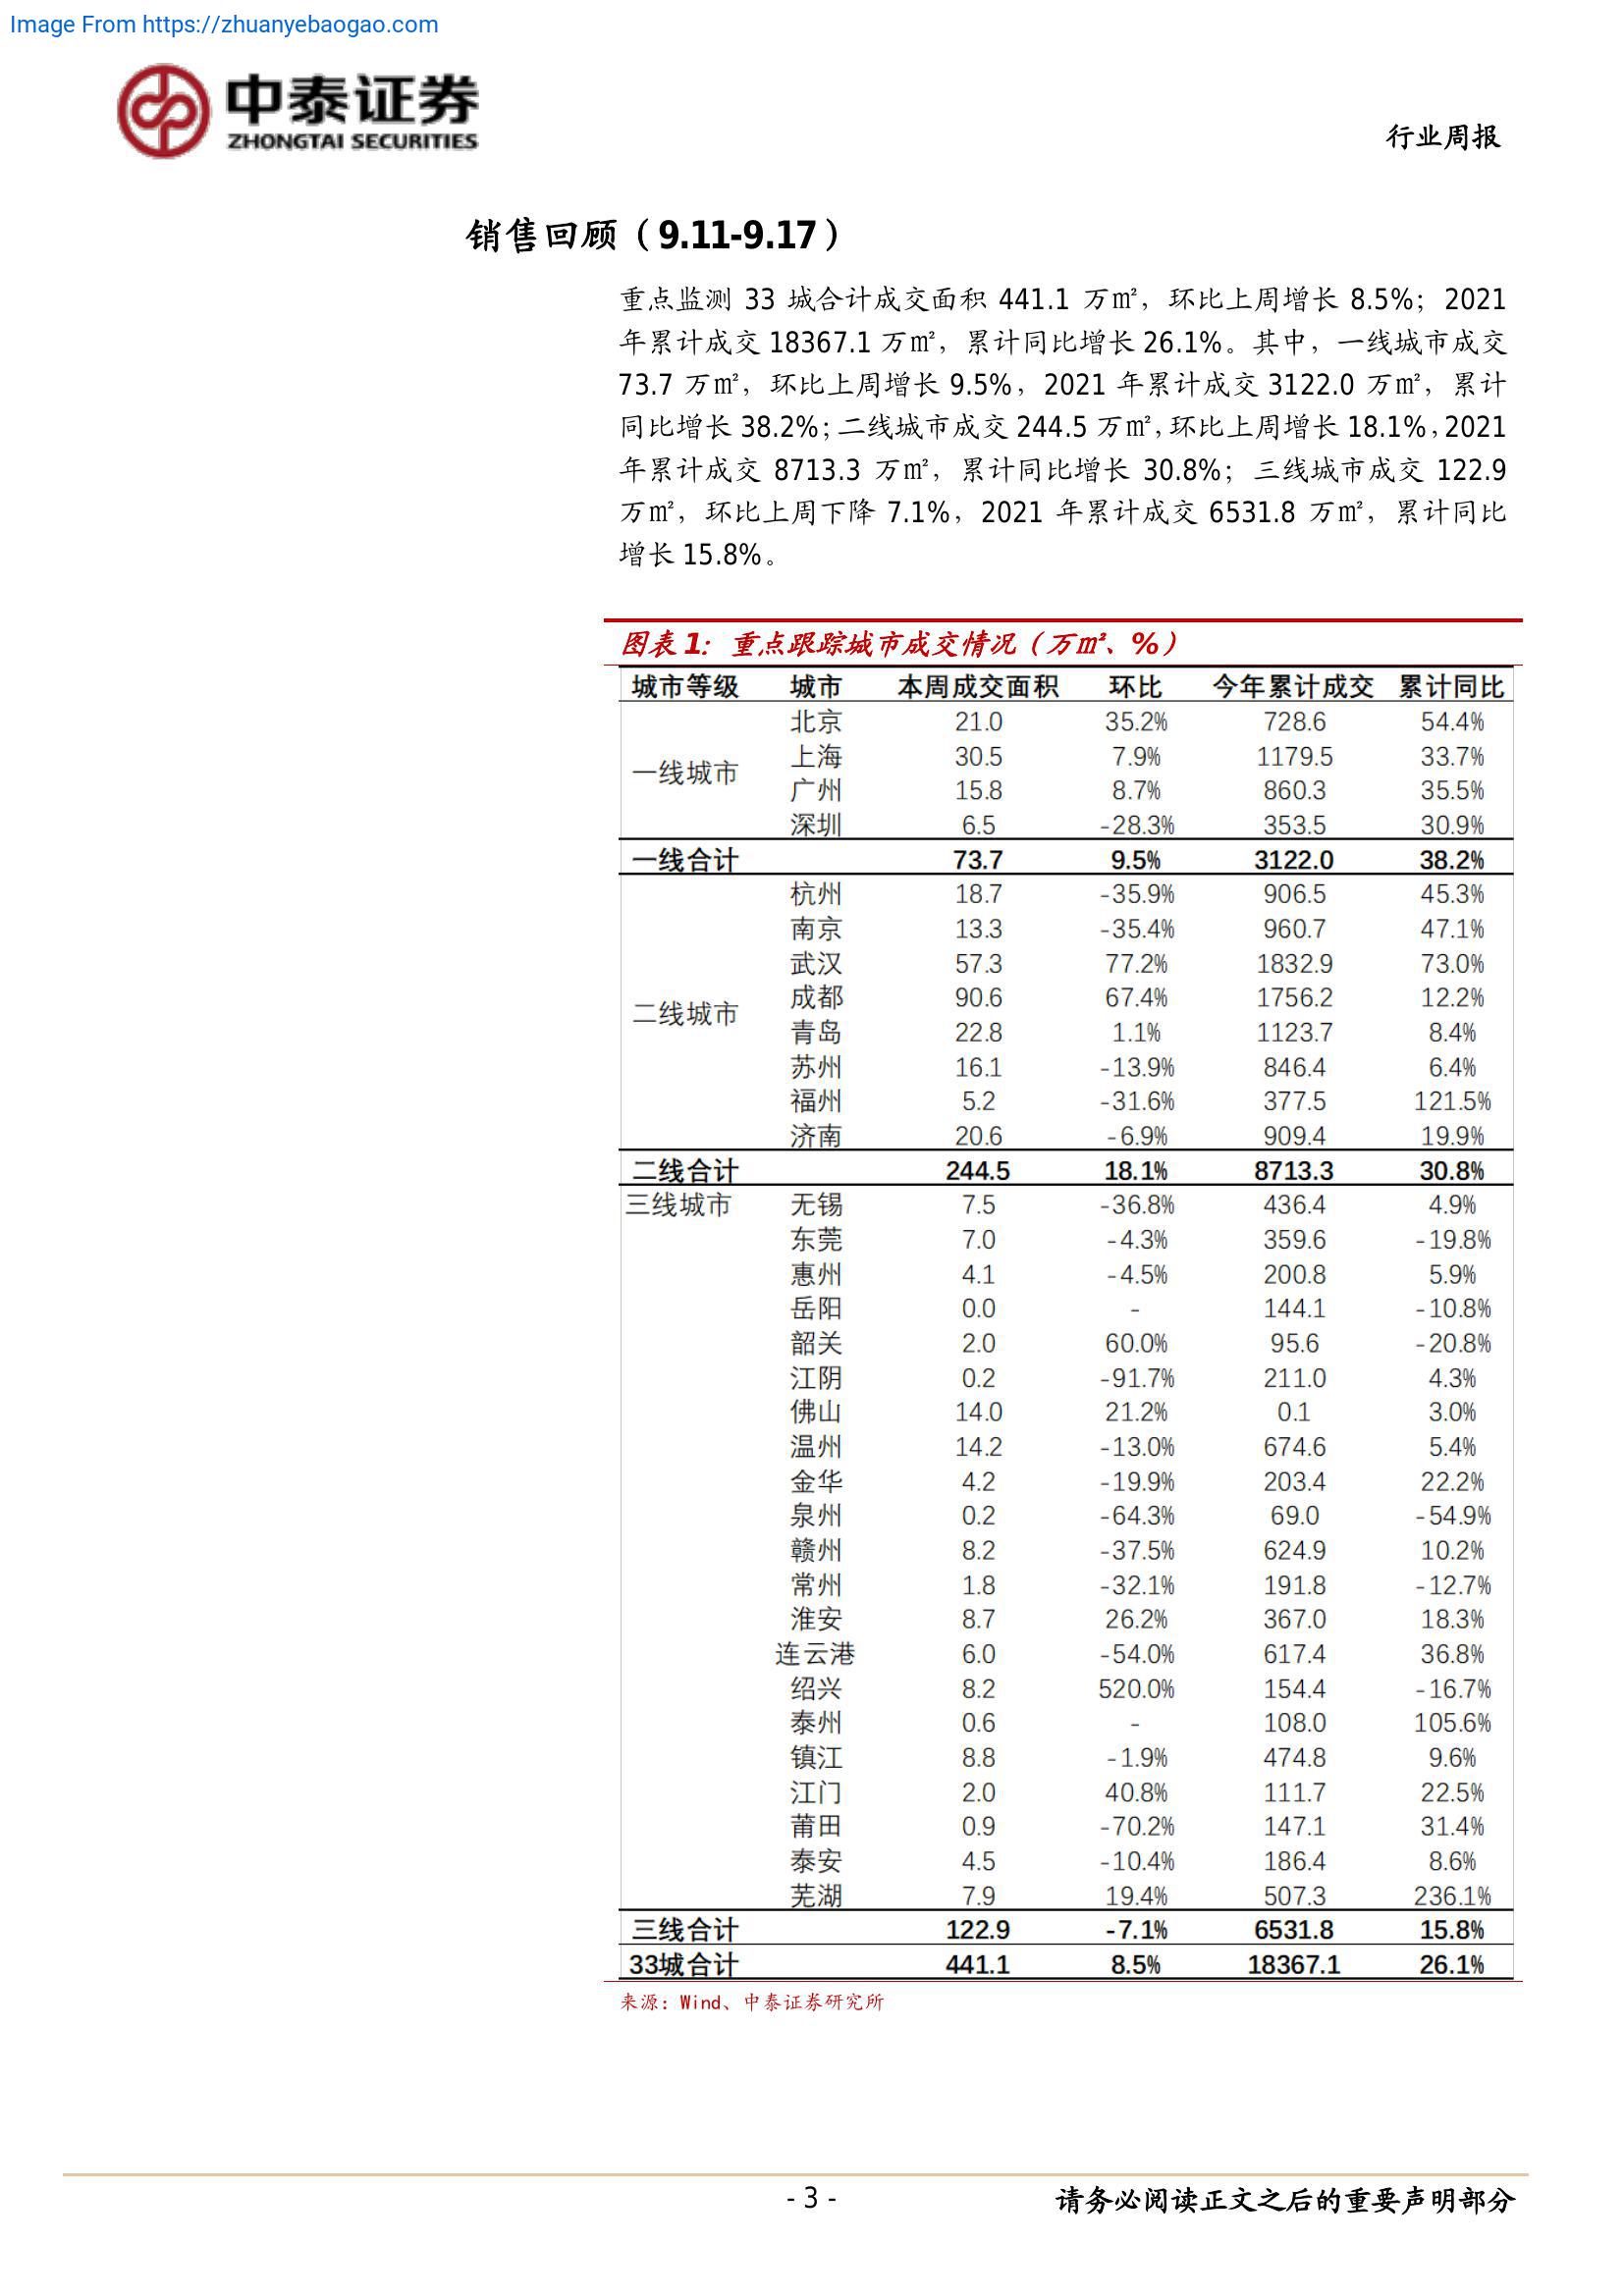 Image From https://zhuanyebaogao.com
中泰证券
ZHONGTAI SECURITIES
行业周报
销售回顾（9.11-9.17）
重点监测 33 城合计成交面积 441.1 万㎡，环比上周增长 8.5%；2021
年累计成交 18367.1 万㎡，累计同比增长 26.1%。其中，一线城市成交
73.7 万㎡，环比上周增长 9.5%，2021 年累计成交 3122.0 万㎡，累计
同比增长 38.2%；二线城市成交 244.5 万㎡，环比上周增长 18.1%，2021
年累计成交 8713.3 万㎡，累计同比增长 30.8%；三线城市成交 122.9
万㎡，环比上周下降 7.1%，2021 年累计成交 6531.8 万㎡，累计同比
增长 15.8%。
图表 1：重点跟踪城市成交情况（万㎡、%）
城市等级 城市 本周成交面积 环比 今年累计成交 累计同比
一线城市
北京 21.0 35.2% 728.6 54.4%
上海 30.5 7.9% 1179.5 33.7%
广州 15.8 8.7% 860.3 35.5%
深圳 6.5 -28.3% 353.5 30.9%
一线合计 73.7 9.5% 3122.0 38.2%
二线城市
杭州 18.7 -35.9% 906.5 45.3%
南京 13.3 -35.4% 960.7 47.1%
武汉 57.3 77.2% 1832.9 73.0%
成都 90.6 67.4% 1756.2 12.2%
青岛 22.8 1.1% 1123.7 8.4%
苏州 16.1 -13.9% 846.4 6.4%
福州 5.2 -31.6% 377.5 121.5%
济南 20.6 -6.9% 909.4 19.9%
二线合计 244.5 18.1% 8713.3 30.8%
三线城市 无锡 7.5 -36.8% 436.4 4.9%
东莞 7.0 -4.3% 359.6 -19.8%
惠州 4.1 -4.5% 200.8 5.9%
岳阳 0.0 - 144.1 -10.8%
韶关 2.0 60.0% 95.6 -20.8%
江阴 0.2 -91.7% 211.0 4.3%
佛山 14.0 21.2% 0.1 3.0%
温州 14.2 -13.0% 674.6 5.4%
金华 4.2 -19.9% 203.4 22.2%
泉州 0.2 -64.3% 69.0 -54.9%
赣州 8.2 -37.5% 624.9 10.2%
常州 1.8 -32.1% 191.8 -12.7%
淮安 8.7 26.2% 367.0 18.3%
连云港 6.0 -54.0% 617.4 36.8%
绍兴 8.2 520.0% 154.4 -16.7%
泰州 0.6 - 108.0 105.6%
镇江 8.8 -1.9% 474.8 9.6%
江门 2.0 40.8% 111.7 22.5%
莆田 0.9 -70.2% 147.1 31.4%
泰安 4.5 -10.4% 186.4 8.6%
芜湖 7.9 19.4% 507.3 236.1%
三线合计 122.9 -7.1% 6531.8 15.8%
33城合计 441.1 8.5% 18367.1 26.1%
来源：Wind、中泰证券研究所
- 3 -
请务必阅读正文之后的重要声明部分